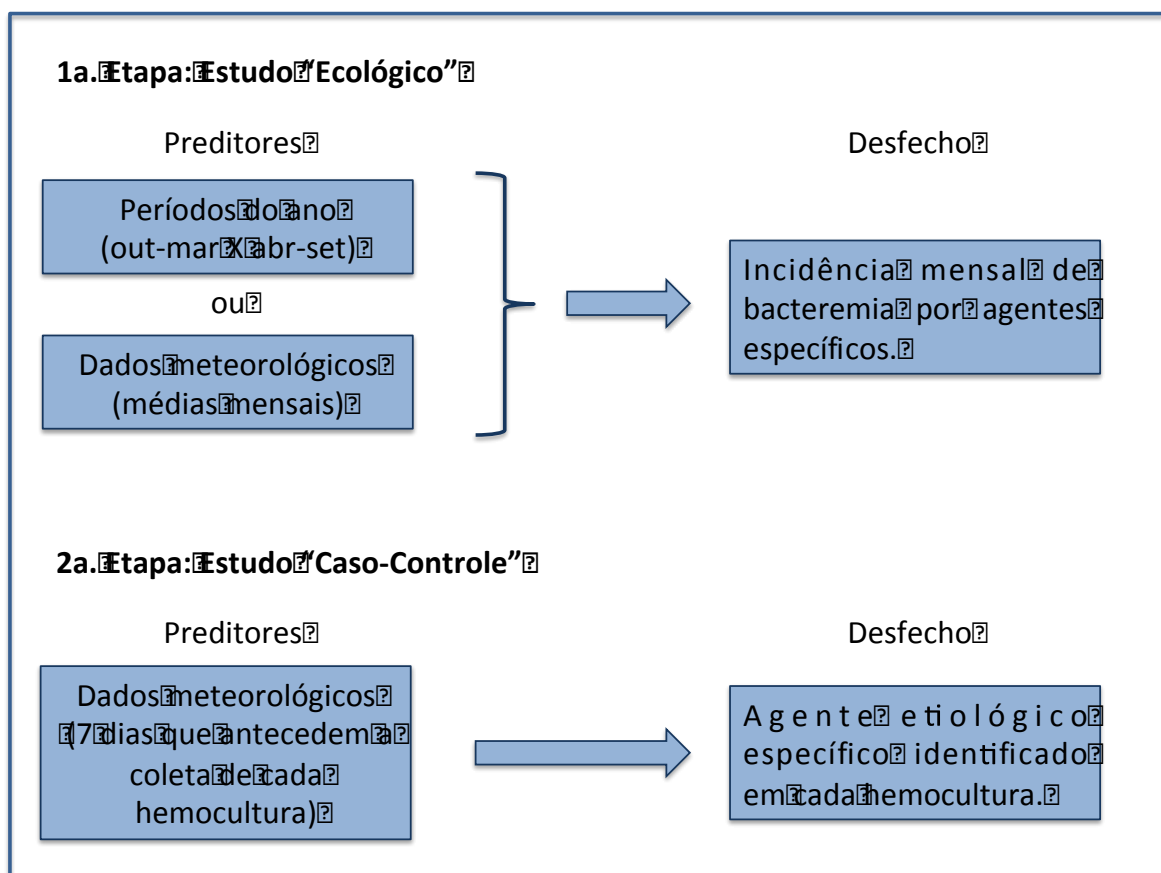 1a. Etapa: Estudo “Ecológico”
Preditores
Desfecho
Períodos do ano
(out-mar X abr-set)
ou
Dados meteorológicos
(médias mensais)
Incidência mensal de
bacteremia por agentes
específicos.
2a. Etapa: Estudo “Caso-Controle”
Preditores
Desfecho
Dados meteorológicos
(7 dias que antecedem a
coleta de cada
hemocultura)
Agente etiológico
específico identificado
em cada hemocultura.